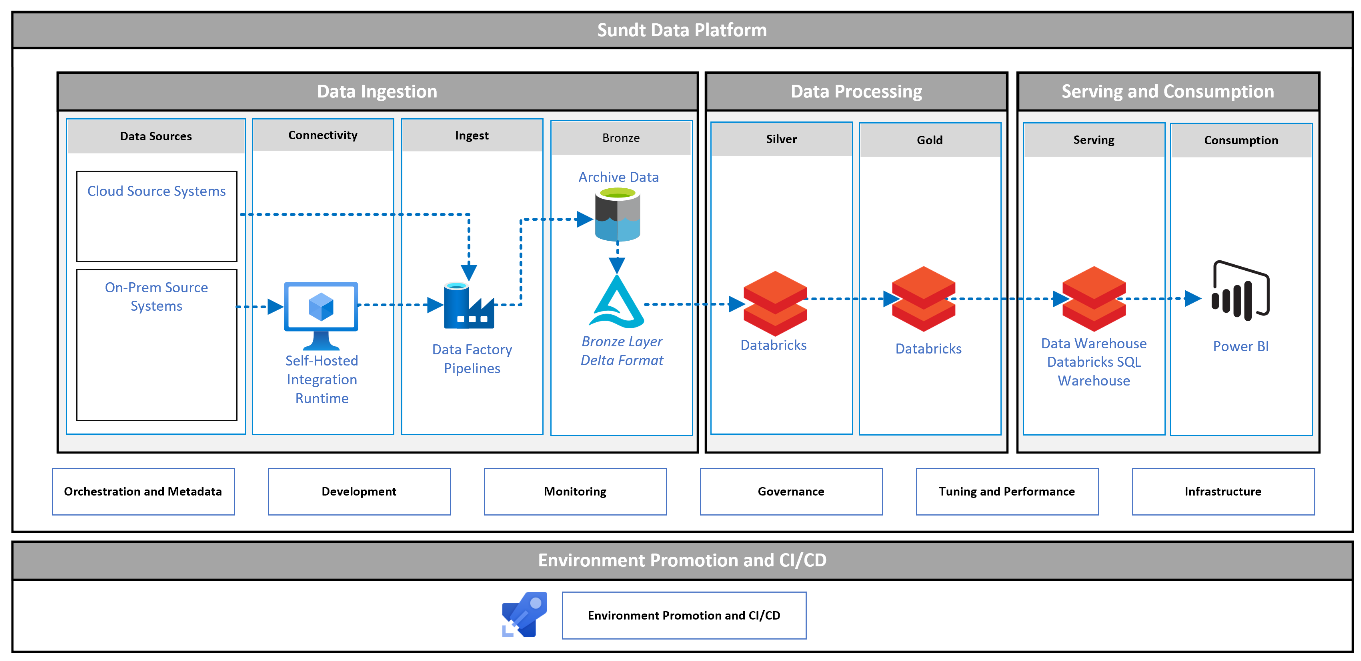 Sundt Data Platform
Data Ingestion
Data Processing
Serving and Consumption
Data Sources
Connectivity
Ingest
Bronze
Silver
Gold
Serving
Consumption
Cloud Source Systems
On-Prem Source
Systems
Self-Hosted
Integration
Runtime
Data Factory
Pipelines
Archive Data
Bronze Layer
Delta Format
Databricks
Databricks
Data Warehouse
Databricks SQL
Warehouse
Power BI
Orchestration and Metadata
Development
Monitoring
Governance
Tuning and Performance
Infrastructure
Environment Promotion and CI/CD
Environment Promotion and CI/CD